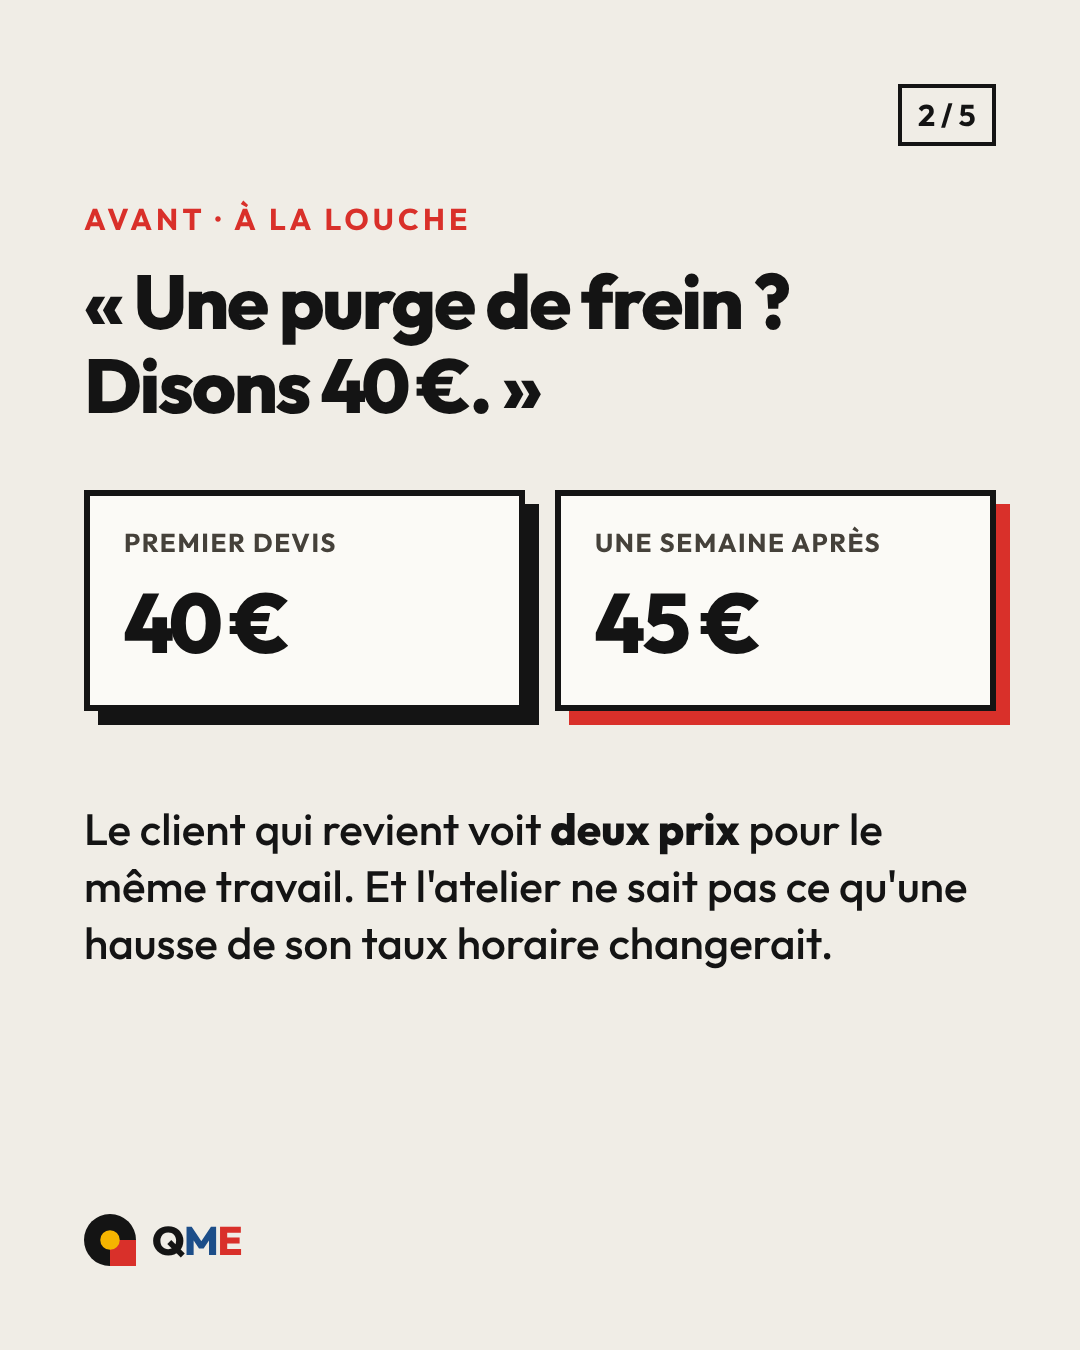 2 / 5
AVANT · À LA LOUCHE
« Une purge de frein ?
Disons 40 €. »
PREMIER DEVIS
40 €
UNE SEMAINE APRÈS
45 €
Le client qui revient voit deux prix pour le
même travail. Et l'atelier ne sait pas ce qu'une
hausse de son taux horaire changerait.
QME